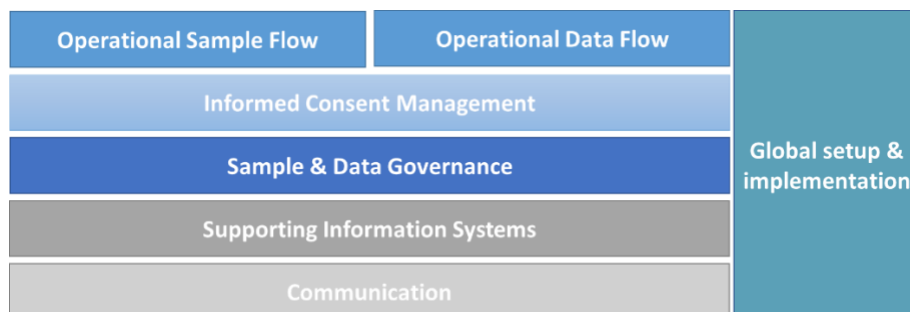 Operational Sample Flow
Operational Data Flow
Informed Consent Management
Sample & Data Governance
Supporting Information Systems
Communication
Global setup &
implementation